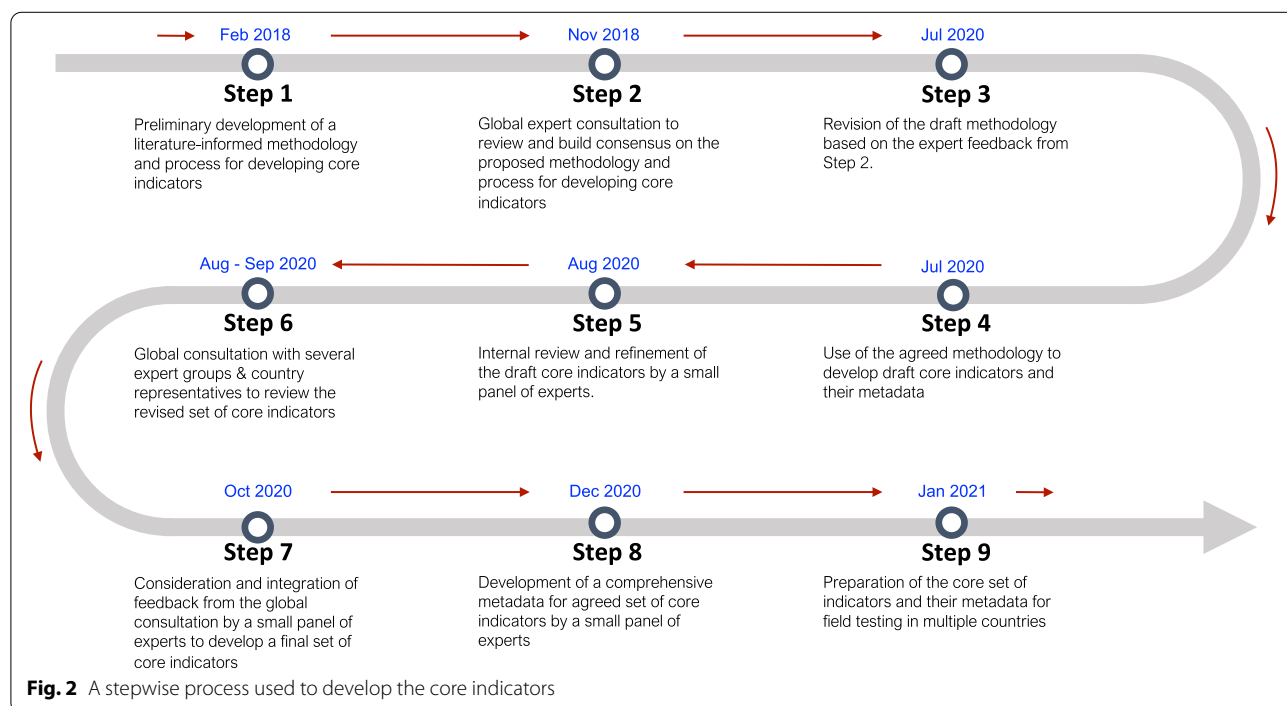 Feb 2018
Nov 2018
Jul 2020
Step 1
Step 2
Step 3
Preliminary development of a
literature-informed methodology
and process for developing core
indicators
Global expert consultation to
review and build consensus on the
proposed methodology and
process for developing core
indicators
Revision of the draft methodology
based on the expert feedback from
Step 2.
Jul 2020
Step 4
Use of the agreed methodology to
develop draft core indicators and
their metadata
Aug 2020
Step 5
Internal review and refinement of
the draft core indicators by a small
panel of experts.
Aug - Sep 2020
Step 6
Global consultation with several
expert groups & country
representatives to review the
revised set of core indicators
Oct 2020
Step 7
Consideration and integration of
feedback from the global
consultation by a small panel of
experts to develop a final set of
core indicators
Dec 2020
Step 8
Development of a comprehensive
metadata for agreed set of core
indicators by a small panel of
experts
Jan 2021
Step 9
Preparation of the core set of
indicators and their metadata for
field testing in multiple countries
Fig. 2 A stepwise process used to develop the core indicators